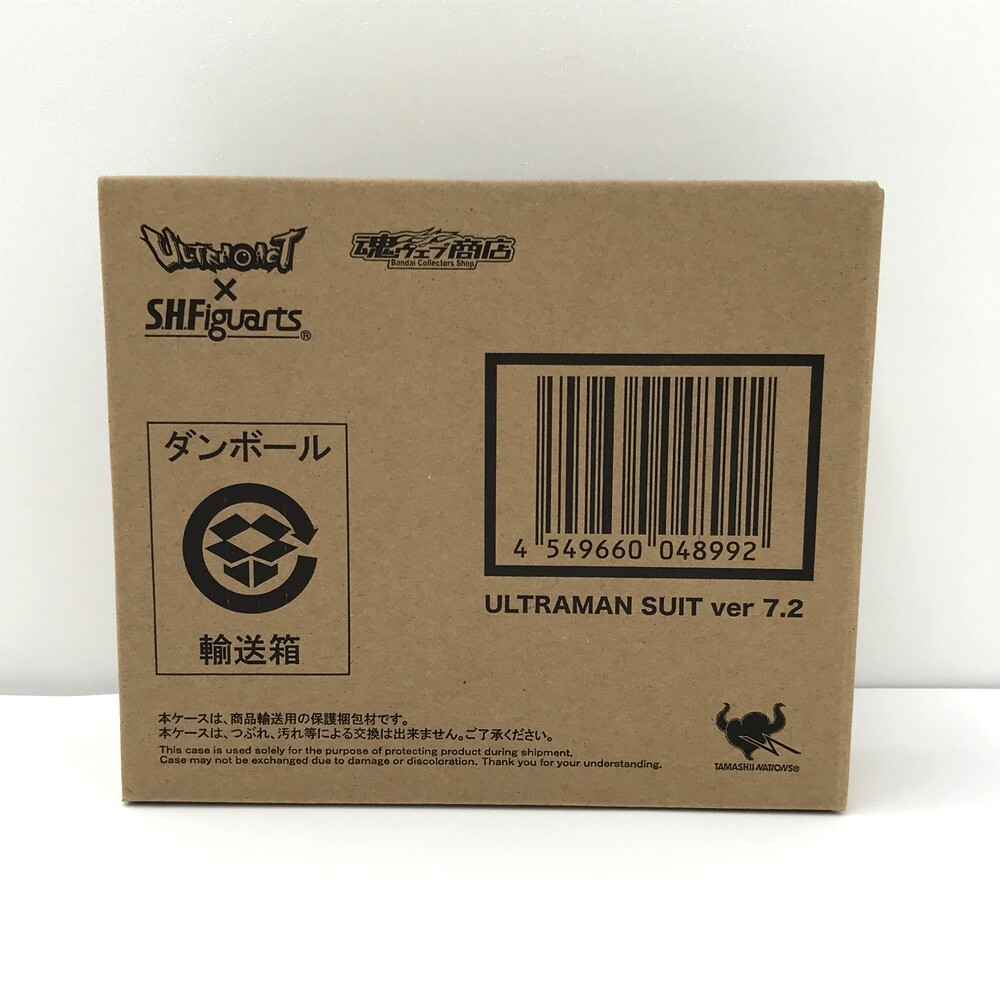 ULTRA-ACT
×
S.H.Figuarts®
魂ウェブ商店
Bandai Collectors Shop
ダンボール
輸送箱
4 549660 048992
ULTRAMAN SUIT ver 7.2
本ケースは、商品輸送用の保護梱包材です。
本ケースは、つぶれ、汚れ等による交換は出来ません。ご了承ください。
This case is used solely for the purpose of protecting product during shipment.
Case may not be exchanged due to damage or discoloration. Thank you for your understanding.
TAMASHII NATIONS®